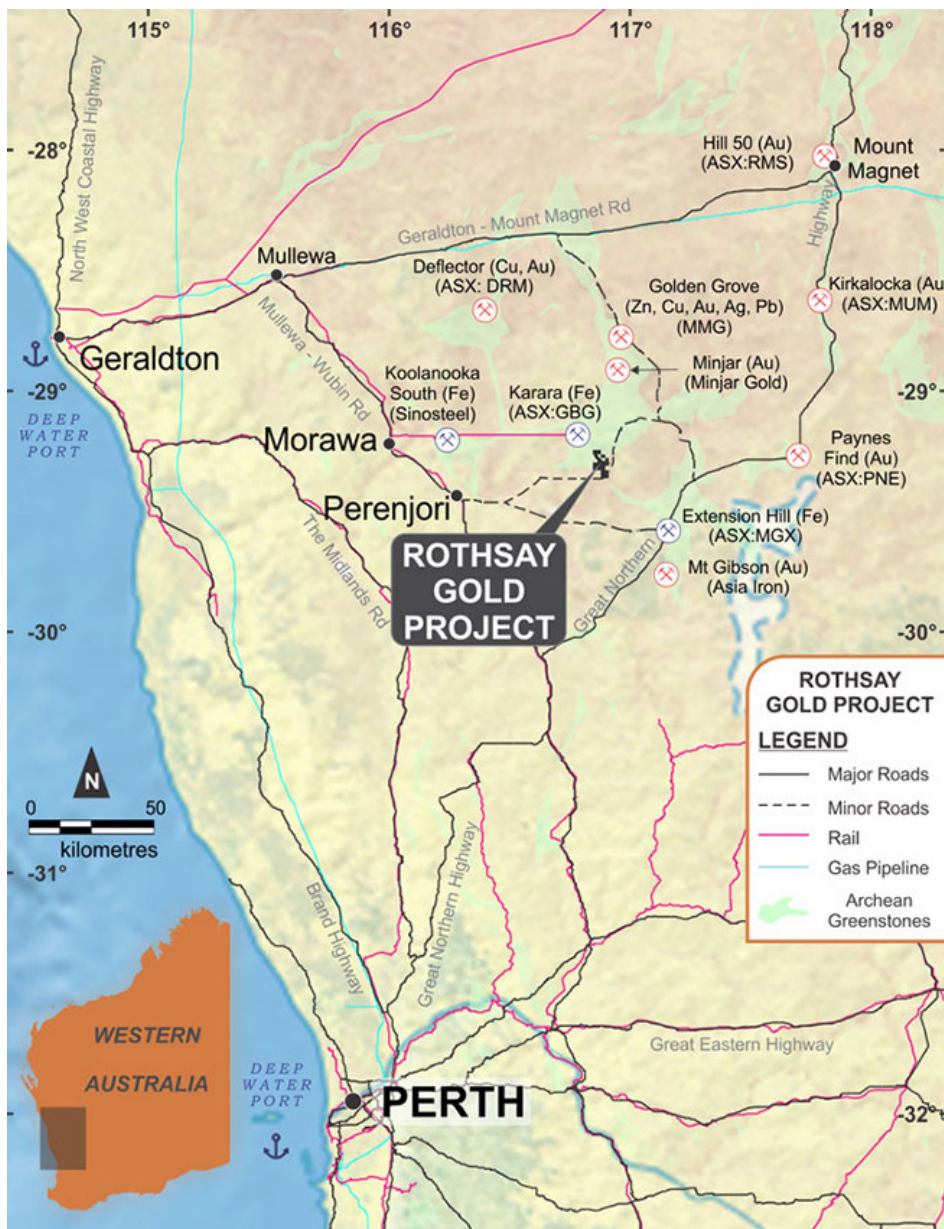 115°
116°
117°
118°
North West Coastal Highway
-28°
Hill 50 (Au)
(ASX:RMS)
Mount
Magnet
Highway
Geraldton - Mount Magnet Rd
Mullewa
Deflector (Cu, Au)
(ASX: DRM)
Golden Grove
(Zn, Cu, Au, Ag, Pb)
(MMG)
Kirkalocka (Au
(ASX:MUM)
Geraldton
Mullewa - Wubin Rd
Minjar (Au)
(Minjar Gold)
Koolanooka
South (Fe)
(Sinosteel)
Karara (Fe)
(ASX:GBG)
-29°
-29°
DEEP
WATER
PORT
Morawa
Paynes
Find (Au)
(ASX:PNE)
Perenjori
Extension Hill (Fe)
(ASX:MGX)
The Midlands Rd
ROTHSAY
GOLD
PROJECT
Great Northern
Mt Gibson (Au)
(Asia Iron)
-30°
-30°
ROTHSAY
GOLD PROJECT
LEGEND
Major Roads
Minor Roads
Rail
Gas Pipeline
Archean
Greenstones
N
0 50
kilometres
-31°
Brand Highway
Great Northern Highway
WESTERN
AUSTRALIA
Great Eastern Highway
DEEP
WATER
PORT
PERTH
-32°